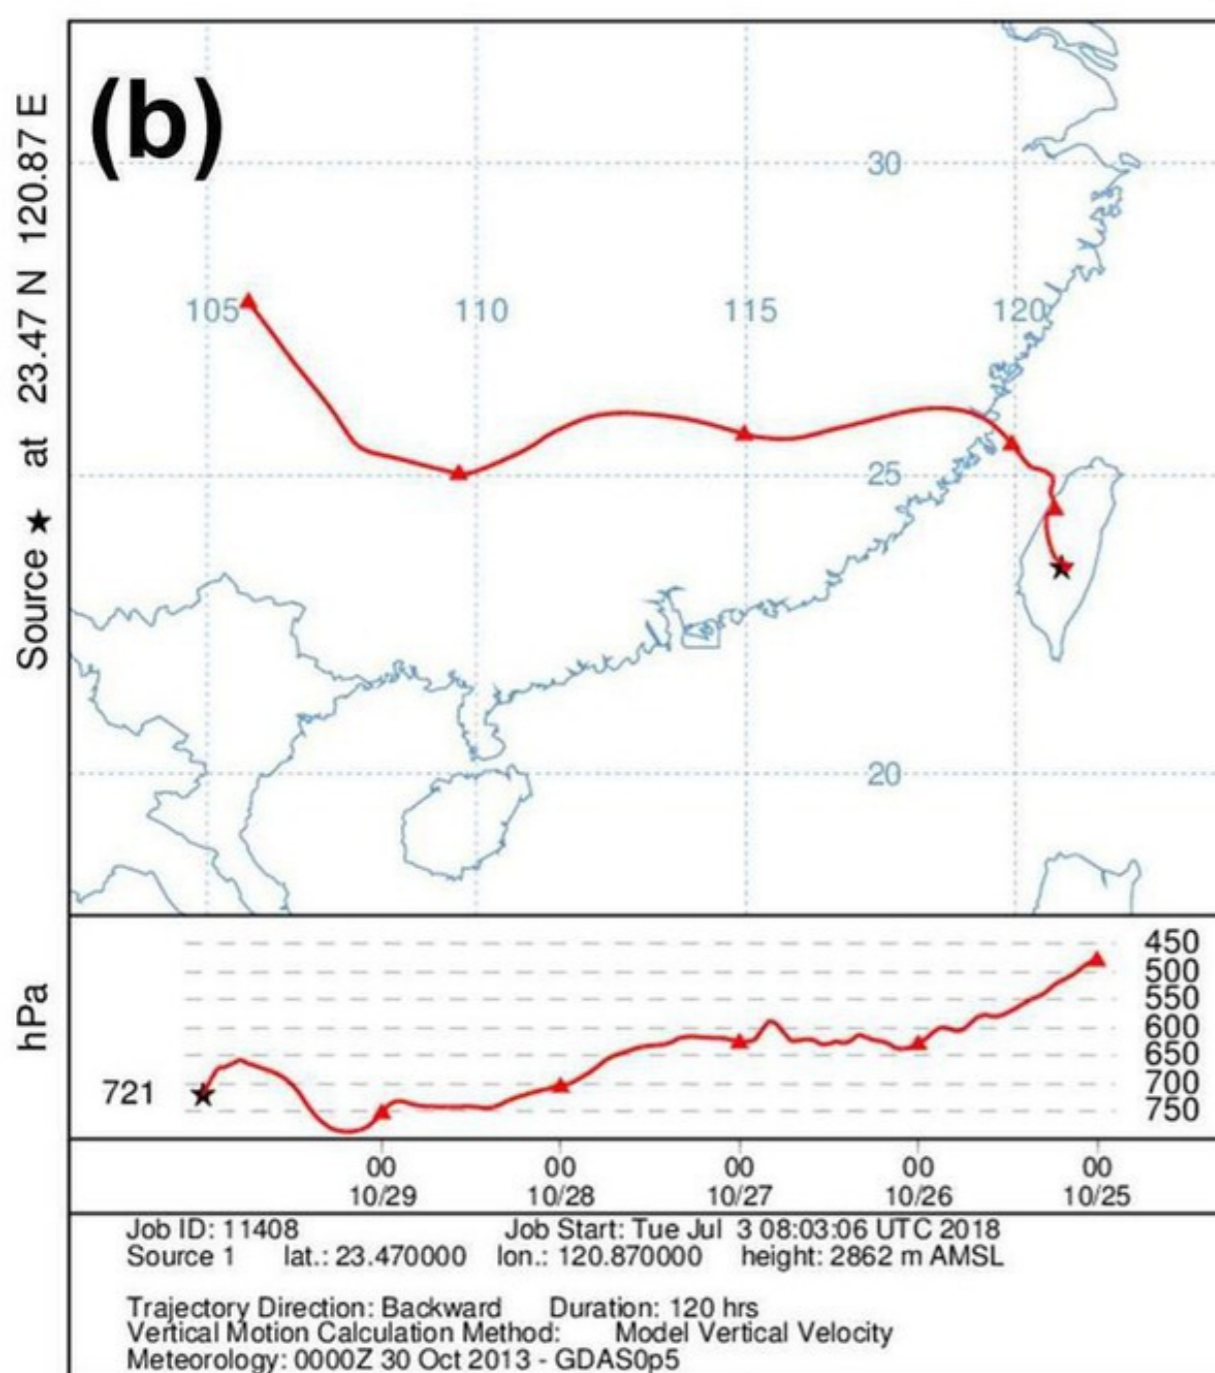 (b)
Source ★ at 23.47 N 120.87 E
30
105 110 115 120
25
20
hPa
450
500
550
600
650
700
750
721
00 00 00 00 00
10/29 10/28 10/27 10/26 10/25
Job ID: 11408 Job Start: Tue Jul 3 08:03:06 UTC 2018
Source 1 lat.: 23.470000 lon.: 120.870000 height: 2862 m AMSL
Trajectory Direction: Backward Duration: 120 hrs
Vertical Motion Calculation Method: Model Vertical Velocity
Meteorology: 0000Z 30 Oct 2013 - GDAS0p5